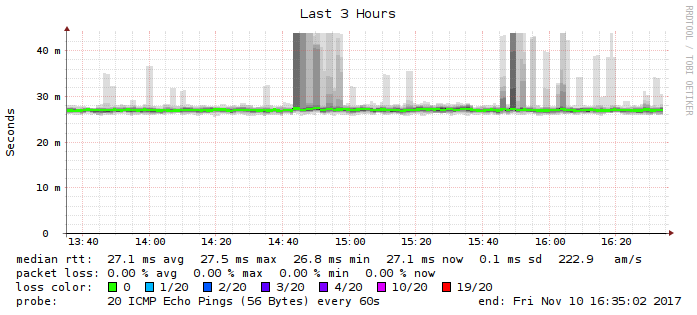 Last 3 Hours
RRDTOOL / TOBI OETIKER
Seconds
40 m
30 m
20 m
10 m
0
13:40 14:00 14:20 14:40 15:00 15:20 15:40 16:00 16:20
median rtt: 27.1 ms avg 27.5 ms max 26.8 ms min 27.1 ms now 0.1 ms sd 222.9 am/s
packet loss: 0.00 % avg 0.00 % max 0.00 % min 0.00 % now
loss color: 0 1/20 2/20 3/20 4/20 10/20 19/20
probe: 20 ICMP Echo Pings (56 Bytes) every 60s end: Fri Nov 10 16:35:02 2017